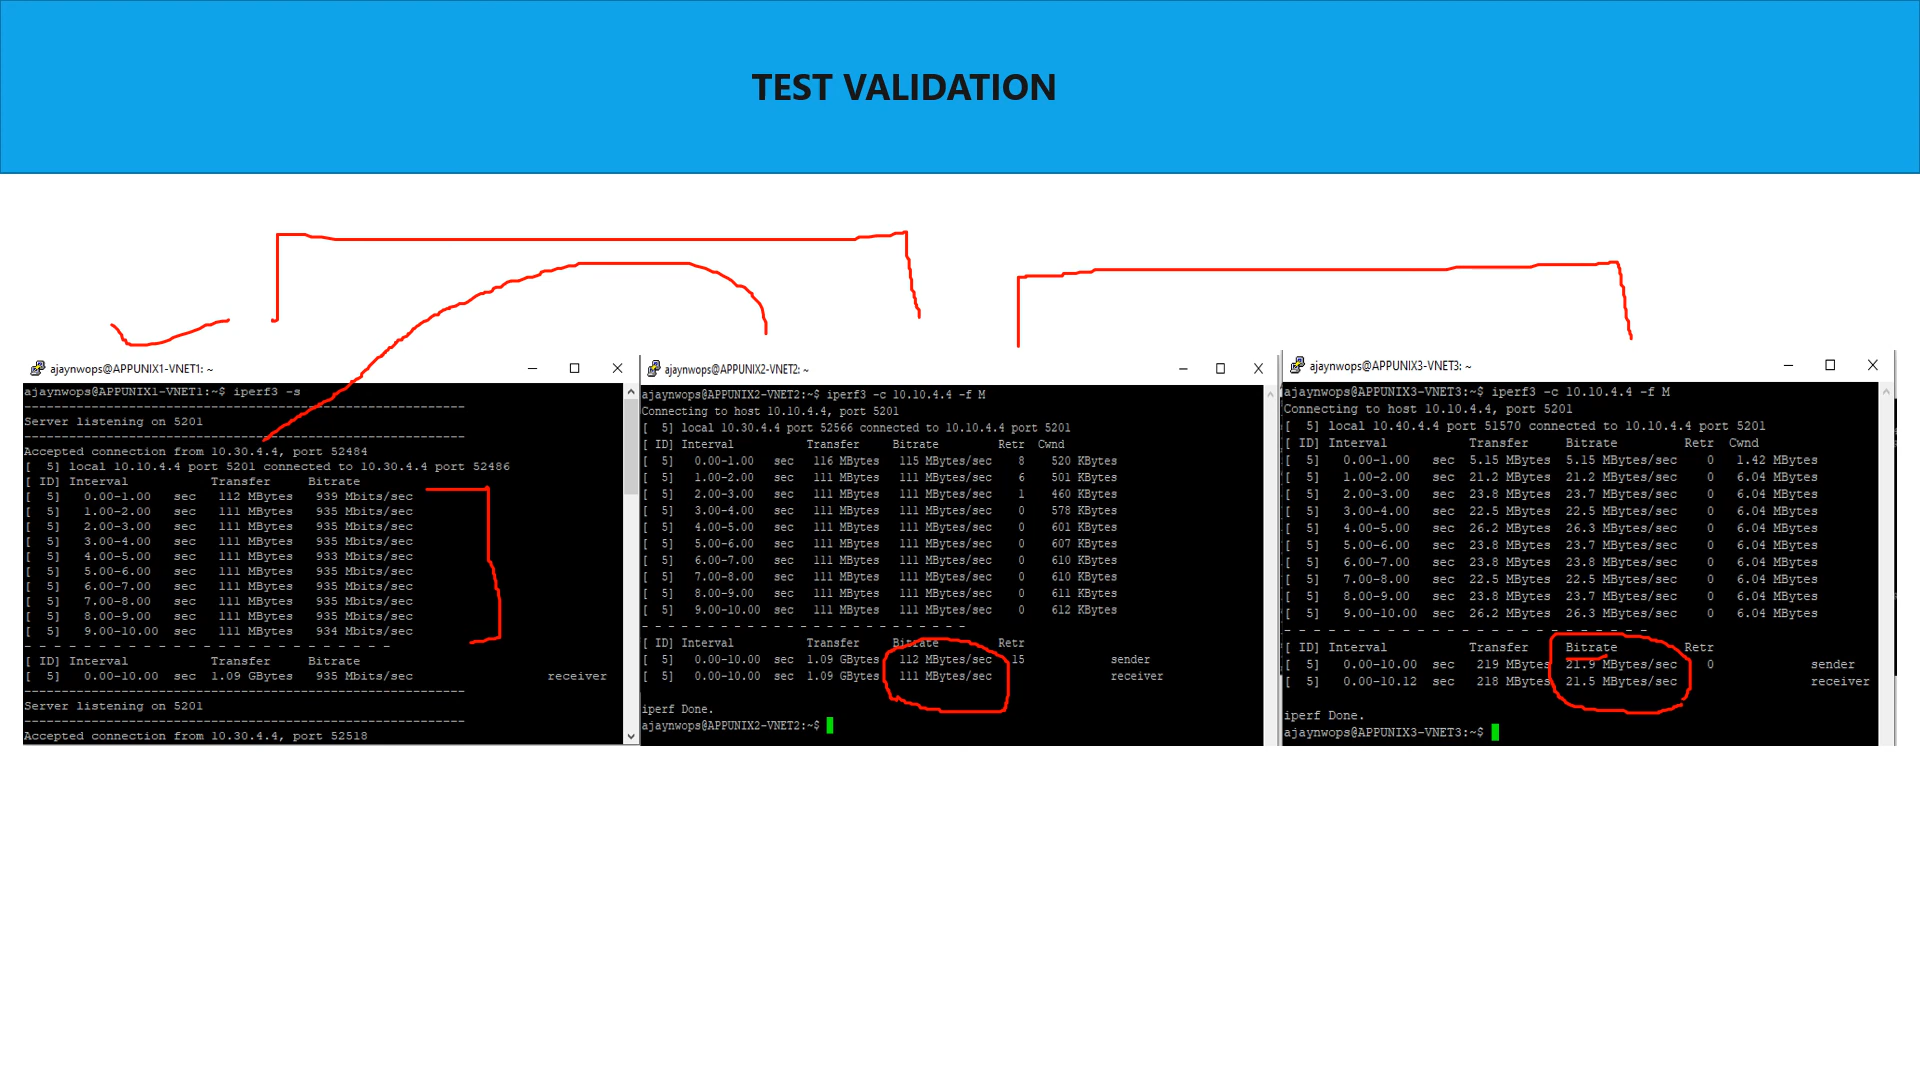 TEST VALIDATION
ajaynwops@APPUNIX1-VNET1: ~
ajaynwops@APPUNIX1-VNET1:~$ iperf3 -s
-----------------------------------------------------------
Server listening on 5201
-----------------------------------------------------------
Accepted connection from 10.30.4.4, port 52484
[  5] local 10.10.4.4 port 5201 connected to 10.30.4.4 port 52486
[ ID] Interval           Transfer     Bitrate
[  5]   0.00-1.00   sec   112 MBytes   939 Mbits/sec
[  5]   1.00-2.00   sec   111 MBytes   935 Mbits/sec
[  5]   2.00-3.00   sec   111 MBytes   935 Mbits/sec
[  5]   3.00-4.00   sec   111 MBytes   935 Mbits/sec
[  5]   4.00-5.00   sec   111 MBytes   933 Mbits/sec
[  5]   5.00-6.00   sec   111 MBytes   935 Mbits/sec
[  5]   6.00-7.00   sec   111 MBytes   935 Mbits/sec
[  5]   7.00-8.00   sec   111 MBytes   935 Mbits/sec
[  5]   8.00-9.00   sec   111 MBytes   935 Mbits/sec
[  5]   9.00-10.00  sec   111 MBytes   934 Mbits/sec
- - - - - - - - - - - - - - - - - - - - - - - - -
[ ID] Interval           Transfer     Bitrate
[  5]   0.00-10.00  sec  1.09 GBytes   935 Mbits/sec                  receiver
-----------------------------------------------------------
Server listening on 5201
-----------------------------------------------------------
Accepted connection from 10.30.4.4, port 52518
ajaynwops@APPUNIX2-VNET2: ~
ajaynwops@APPUNIX2-VNET2:~$ iperf3 -c 10.10.4.4 -f M
Connecting to host 10.10.4.4, port 5201
[  5] local 10.30.4.4 port 52566 connected to 10.10.4.4 port 5201
[ ID] Interval           Transfer     Bitrate         Retr  Cwnd
[  5]   0.00-1.00   sec   116 MBytes   115 MBytes/sec    8    520 KBytes
[  5]   1.00-2.00   sec   111 MBytes   111 MBytes/sec    6    501 KBytes
[  5]   2.00-3.00   sec   111 MBytes   111 MBytes/sec    1    460 KBytes
[  5]   3.00-4.00   sec   111 MBytes   111 MBytes/sec    0    578 KBytes
[  5]   4.00-5.00   sec   111 MBytes   111 MBytes/sec    0    601 KBytes
[  5]   5.00-6.00   sec   111 MBytes   111 MBytes/sec    0    607 KBytes
[  5]   6.00-7.00   sec   111 MBytes   111 MBytes/sec    0    610 KBytes
[  5]   7.00-8.00   sec   111 MBytes   111 MBytes/sec    0    610 KBytes
[  5]   8.00-9.00   sec   111 MBytes   111 MBytes/sec    0    611 KBytes
[  5]   9.00-10.00  sec   111 MBytes   111 MBytes/sec    0    612 KBytes
- - - - - - - - - - - - - - - - - - - - - - - - -
[ ID] Interval           Transfer     Bitrate         Retr
[  5]   0.00-10.00  sec  1.09 GBytes   112 MBytes/sec   15             sender
[  5]   0.00-10.00  sec  1.09 GBytes   111 MBytes/sec                  receiver
iperf Done.
ajaynwops@APPUNIX2-VNET2:~$
ajaynwops@APPUNIX3-VNET3: ~
ajaynwops@APPUNIX3-VNET3:~$ iperf3 -c 10.10.4.4 -f M
Connecting to host 10.10.4.4, port 5201
[  5] local 10.40.4.4 port 51570 connected to 10.10.4.4 port 5201
[ ID] Interval           Transfer     Bitrate         Retr  Cwnd
[  5]   0.00-1.00   sec  5.15 MBytes  5.15 MBytes/sec    0   1.42 MBytes
[  5]   1.00-2.00   sec  21.2 MBytes  21.2 MBytes/sec    0   6.04 MBytes
[  5]   2.00-3.00   sec  23.8 MBytes  23.7 MBytes/sec    0   6.04 MBytes
[  5]   3.00-4.00   sec  22.5 MBytes  22.5 MBytes/sec    0   6.04 MBytes
[  5]   4.00-5.00   sec  26.2 MBytes  26.3 MBytes/sec    0   6.04 MBytes
[  5]   5.00-6.00   sec  23.8 MBytes  23.7 MBytes/sec    0   6.04 MBytes
[  5]   6.00-7.00   sec  23.8 MBytes  23.8 MBytes/sec    0   6.04 MBytes
[  5]   7.00-8.00   sec  22.5 MBytes  22.5 MBytes/sec    0   6.04 MBytes
[  5]   8.00-9.00   sec  23.8 MBytes  23.7 MBytes/sec    0   6.04 MBytes
[  5]   9.00-10.00  sec  26.2 MBytes  26.3 MBytes/sec    0   6.04 MBytes
- - - - - - - - - - - - - - - - - - - - - - - - -
[ ID] Interval           Transfer     Bitrate         Retr
[  5]   0.00-10.00  sec   219 MBytes  21.9 MBytes/sec    0             sender
[  5]   0.00-10.12  sec   218 MBytes  21.5 MBytes/sec                  receiver
iperf Done.
ajaynwops@APPUNIX3-VNET3:~$